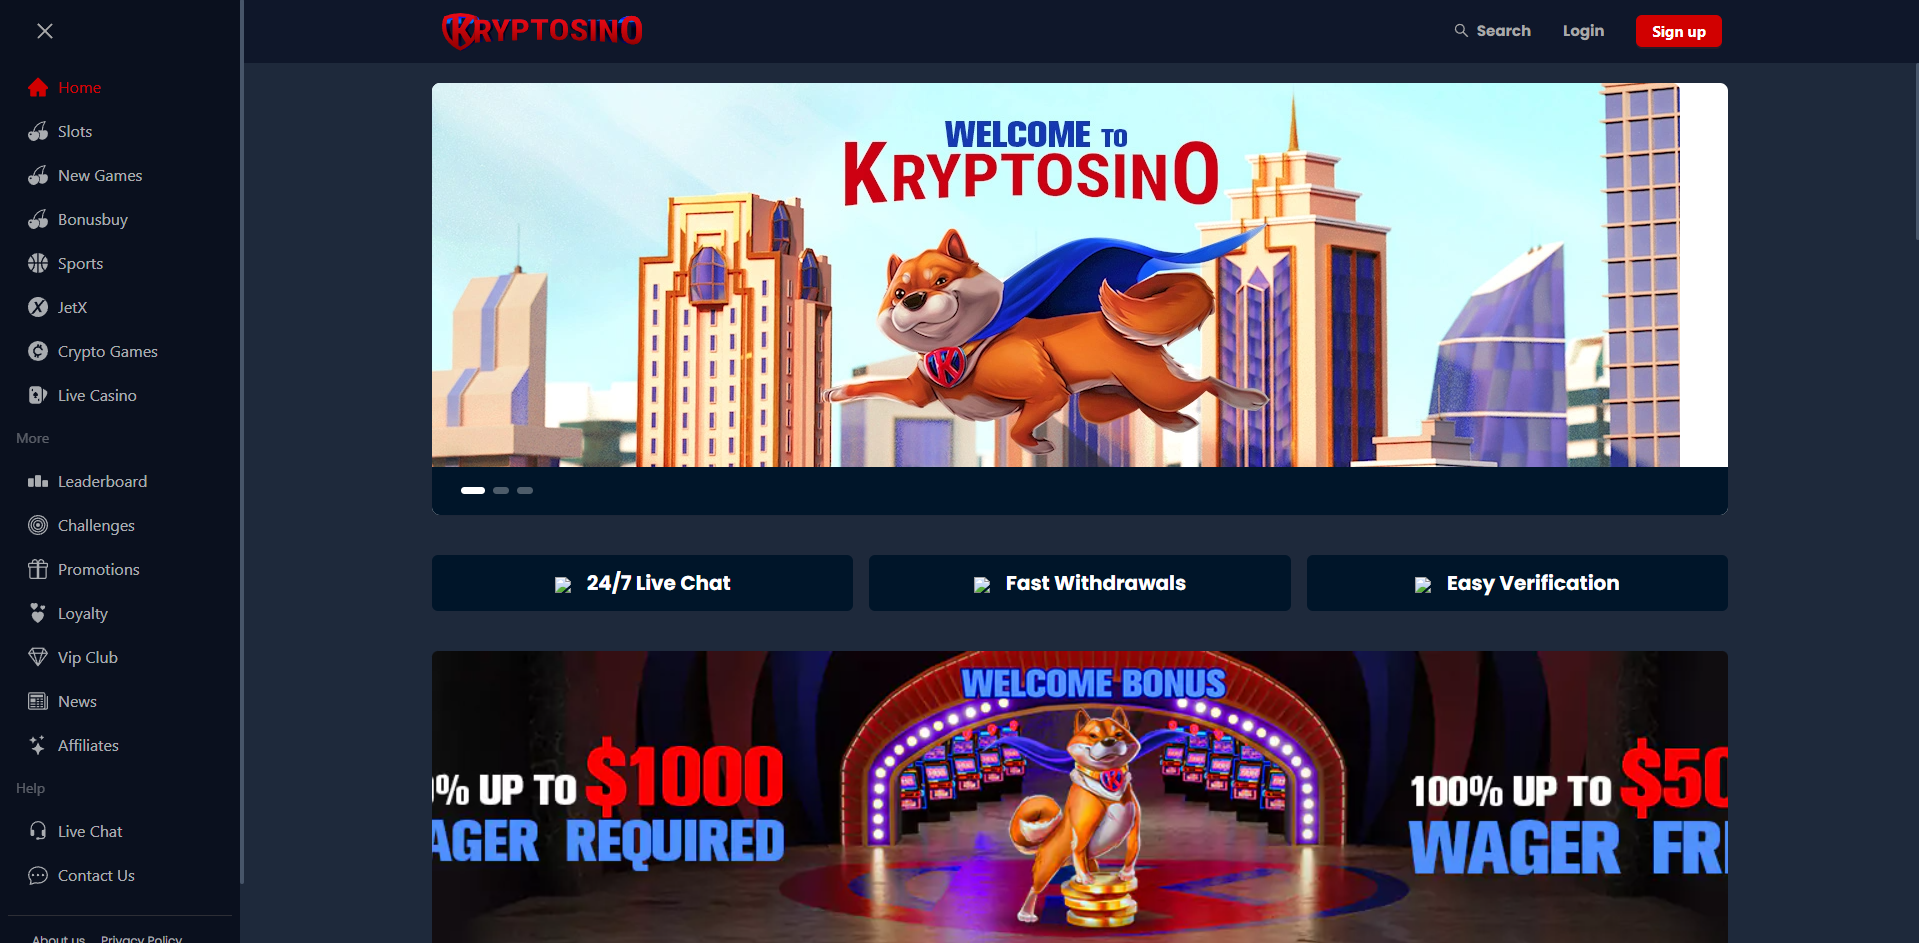 Home
Slots
New Games
Bonusbuy
Sports
JetX
Crypto Games
Live Casino
More
Leaderboard
Challenges
Promotions
Loyalty
Vip Club
News
Affiliates
Help
Live Chat
Contact Us
About us Privacy Policy
KRYPTOSINO
Search Login Sign up
WELCOME TO
KRYPTOSINO
K
24/7 Live Chat Fast Withdrawals Easy Verification
WELCOME BONUS
% UP TO $1000
AGER REQUIRED
100% UP TO $50
WAGER FR